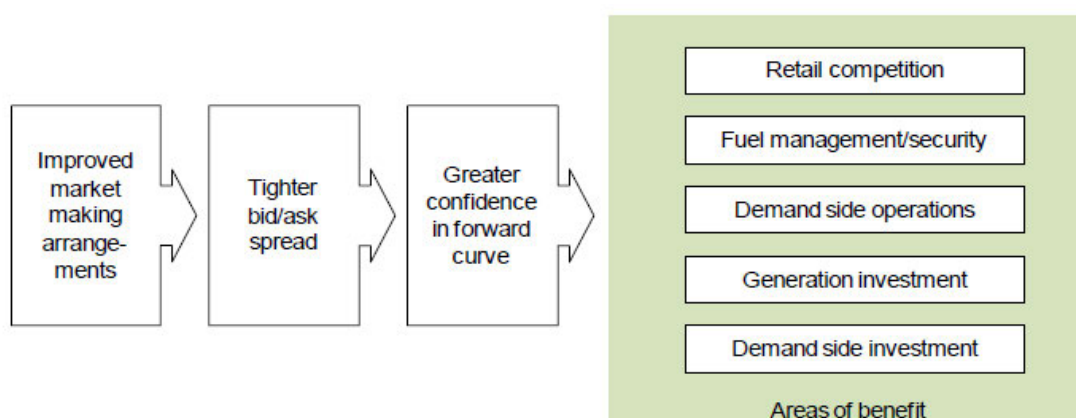 Improved
market
making
arrange-
ments
Tighter
bid/ask
spread
Greater
confidence
in forward
curve
Retail competition
Fuel management/security
Demand side operations
Generation investment
Demand side investment
Areas of benefit